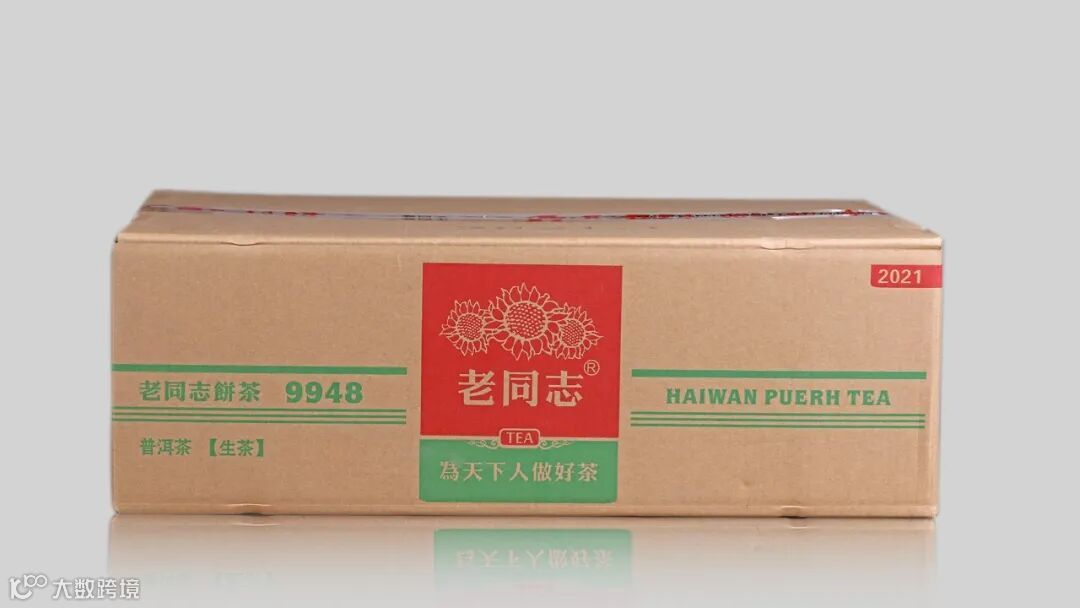 2021
老同志餅茶 9948
普洱茶【生茶】
老同志®
TEA
為天下人做好茶
HAIWAN PUERH TEA
大数跨境